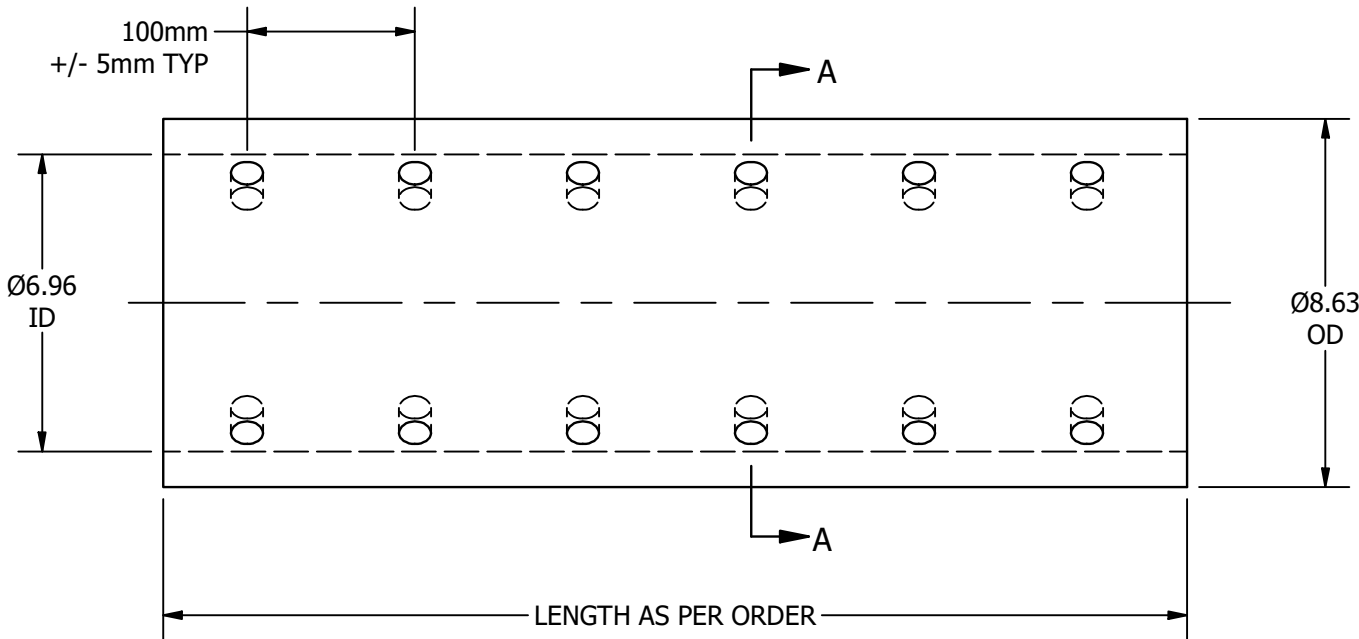 100mm
+/- 5mm TYP
A
Ø6.96
ID
Ø8.63
OD
A
LENGTH AS PER ORDER